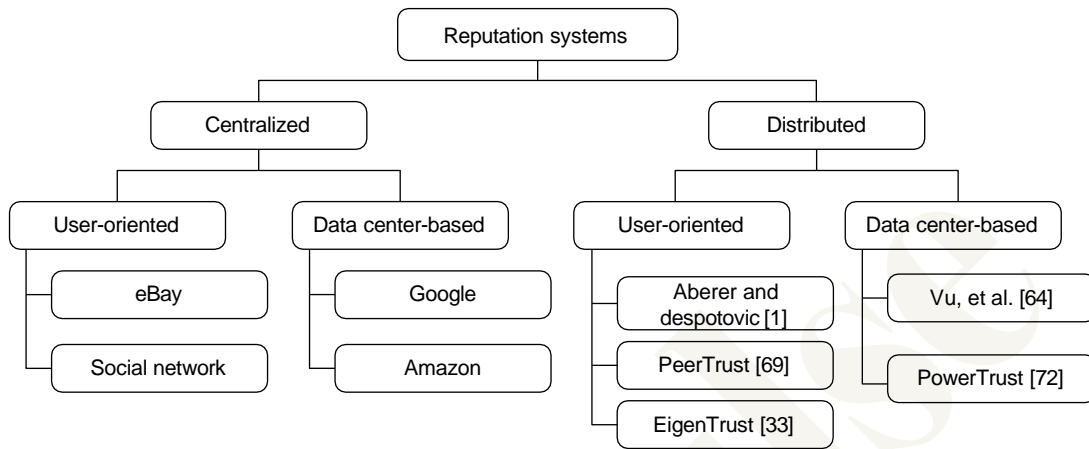 Reputation systems
Centralized
Distributed
User-oriented
Data center-based
User-oriented
Data center-based
eBay
Google
Aberer and
despotovic [1]
Vu, et al. [64]
Social network
Amazon
PeerTrust [69]
PowerTrust [72]
EigenTrust [33]